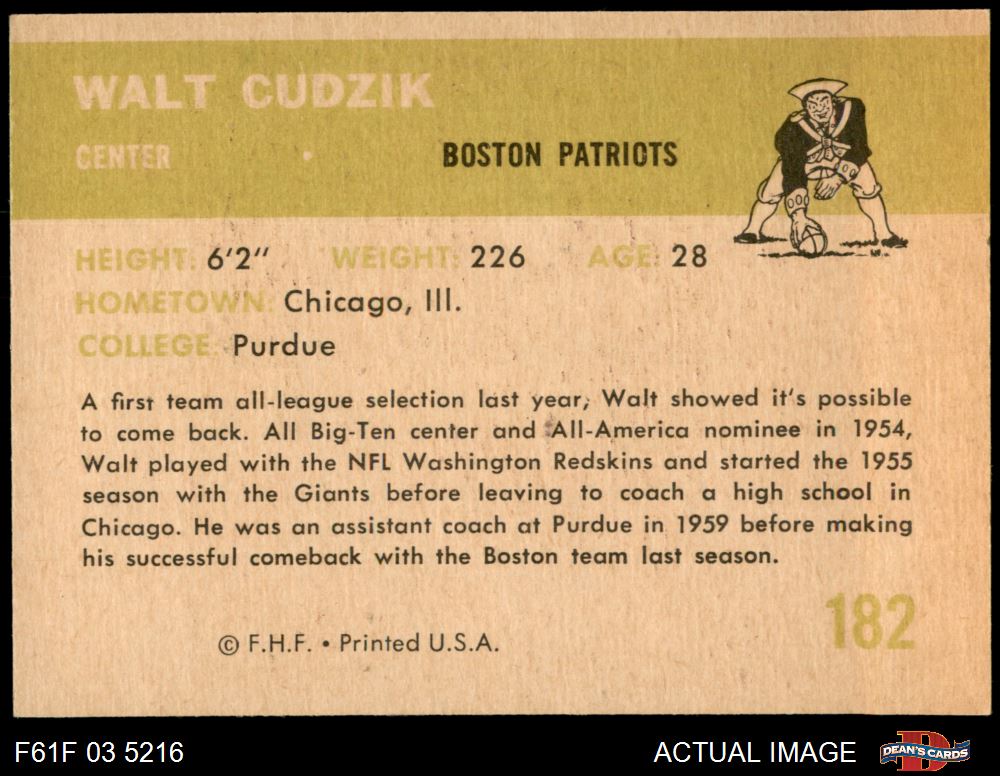 WALT CUDZIK
CENTER • BOSTON PATRIOTS
HEIGHT: 6'2" WEIGHT: 226 AGE: 28
HOMETOWN: Chicago, Ill.
COLLEGE: Purdue
A first team all-league selection last year, Walt showed it's possible
to come back. All Big-Ten center and All-America nominee in 1954,
Walt played with the NFL Washington Redskins and started the 1955
season with the Giants before leaving to coach a high school in
Chicago. He was an assistant coach at Purdue in 1959 before making
his successful comeback with the Boston team last season.
182
© F.H.F. • Printed U.S.A.
F61F 03 5216 ACTUAL IMAGE D DEAN'S CARDS